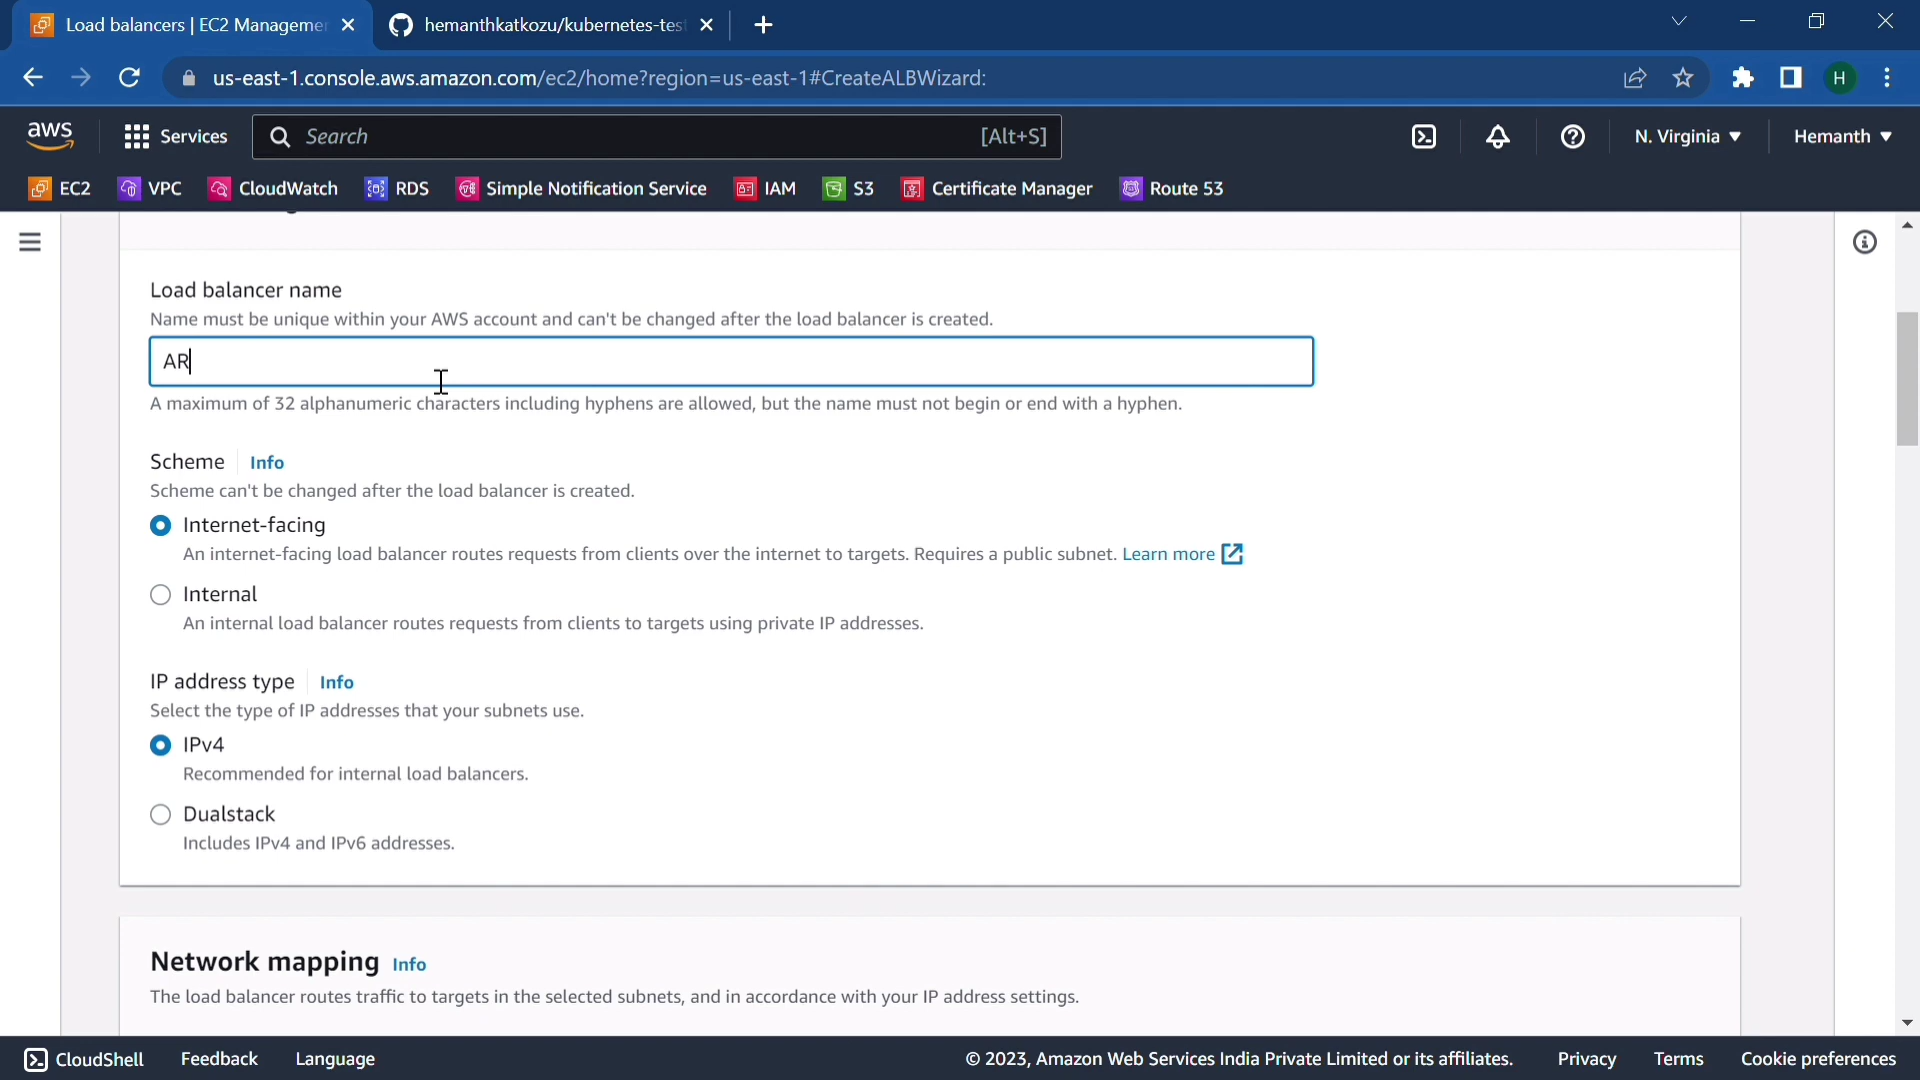 Load balancers | EC2 Manageme
hemanthkatkozu/kubernetes-tes
us-east-1.console.aws.amazon.com/ec2/home?region=us-east-1#CreateALBWizard:
H
aws
Services
Search
[Alt+S]
N. Virginia
Hemanth
EC2
VPC
CloudWatch
RDS
Simple Notification Service
IAM
S3
Certificate Manager
Route 53
Load balancer name
Name must be unique within your AWS account and can't be changed after the load balancer is created.
AR
A maximum of 32 alphanumeric characters including hyphens are allowed, but the name must not begin or end with a hyphen.
Scheme
Info
Scheme can't be changed after the load balancer is created.
Internet-facing
An internet-facing load balancer routes requests from clients over the internet to targets. Requires a public subnet. Learn more
Internal
An internal load balancer routes requests from clients to targets using private IP addresses.
IP address type
Info
Select the type of IP addresses that your subnets use.
IPv4
Recommended for internal load balancers.
Dualstack
Includes IPv4 and IPv6 addresses.
Network mapping
Info
The load balancer routes traffic to targets in the selected subnets, and in accordance with your IP address settings.
CloudShell
Feedback
Language
© 2023, Amazon Web Services India Private Limited or its affiliates.
Privacy
Terms
Cookie preferences